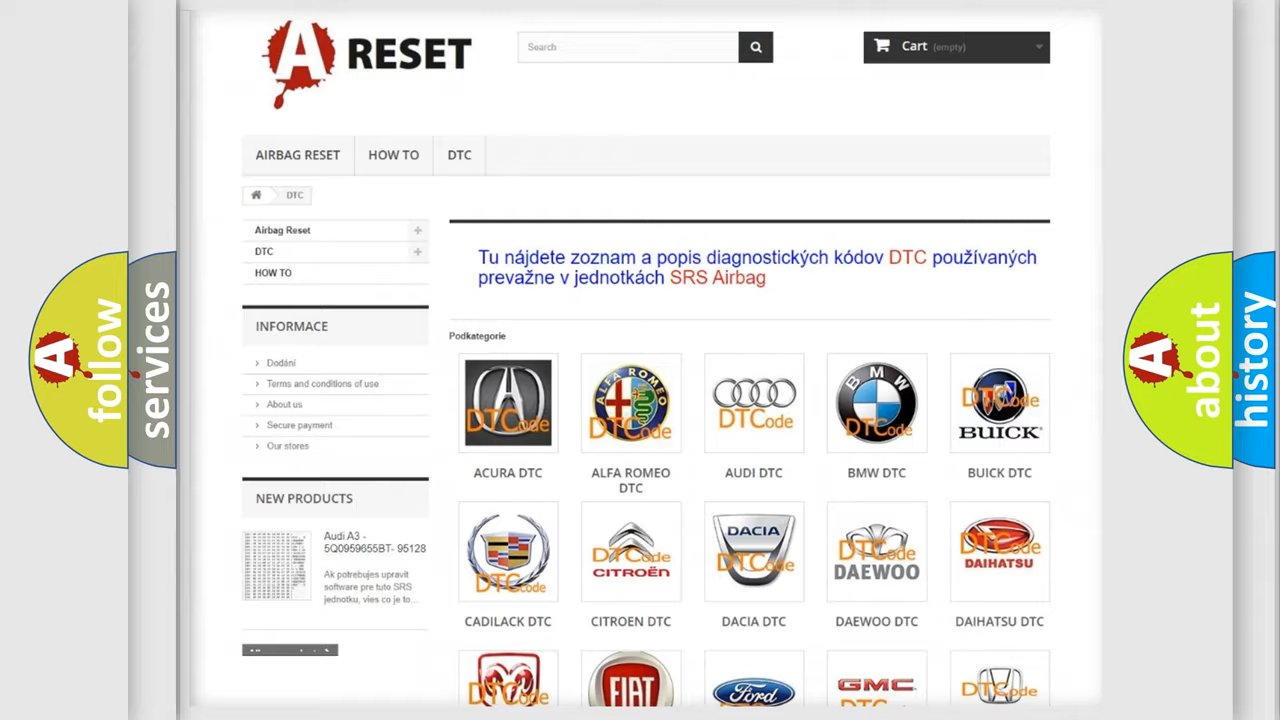 A RESET
Search
Cart (empty)
AIRBAG RESET
HOW TO
DTC
DTC
Airbag Reset
DTC
HOW TO
INFORMACE
Dodání
Terms and conditions of use
About us
Secure payment
Our stores
NEW PRODUCTS
Audi A3 -
5Q0959655BT- 95128
Ak potrebujes upravit
software pre tuto SRS
jednotku, vies co je to...
Tu nájdete zoznam a popis diagnostických kódov DTC používaných
prevažne v jednotkách SRS Airbag
Podkategorie
DTCode
ALFA ROMEO
DTCode
DTCode
BMW
DTCode
DTCode
BUICK
ACURA DTC
ALFA ROMEO
DTC
AUDI DTC
BMW DTC
BUICK DTC
DTCode
DTCode
CITROËN
DACIA
DTCode
DTCode
DAEWOO
DTCode
DAIHATSU
CADILACK DTC
CITROEN DTC
DACIA DTC
DAEWOO DTC
DAIHATSU DTC
DTCode
FIAT
Ford
GMC
DTCode
A follow
services
A about
history